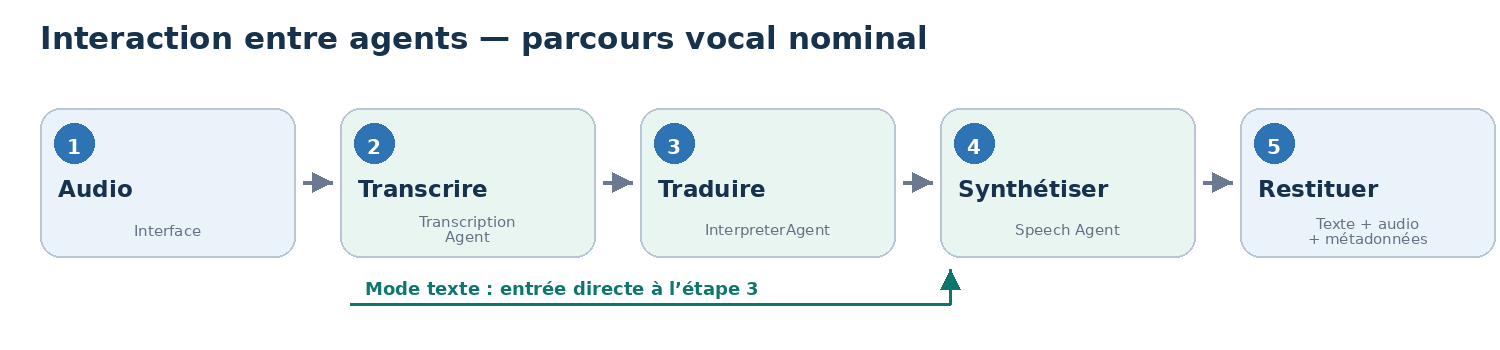 Interaction entre agents — parcours vocal nominal
1
Audio
Interface
2
Transcrire
Transcription
Agent
3
Traduire
InterpreterAgent
4
Synthétiser
Speech Agent
5
Restituer
Texte + audio
+ métadonnées
Mode texte : entrée directe à l’étape 3